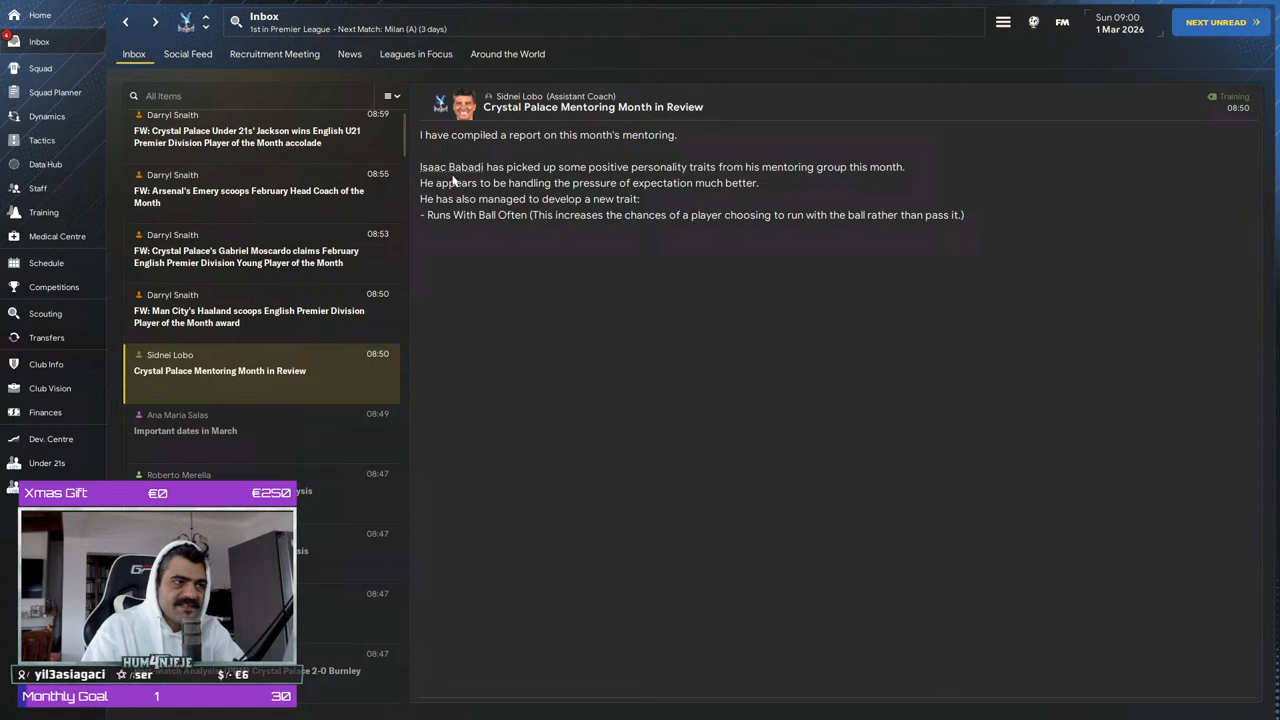 Home
4
Inbox
Squad
Squad Planner
Dynamics
Tactics
Data Hub
Staff
Training
Medical Centre
Schedule
Competitions
Scouting
Transfers
Club Info
Club Vision
Finances
Dev. Centre
Under 21s
Inbox
1st in Premier League - Next Match: Milan (A) (3 days)
FM
Sun 09:00
1 Mar 2026
NEXT UNREAD
Inbox Social Feed Recruitment Meeting News Leagues in Focus Around the World
All Items
Darryl Snaith 08:59
FW: Crystal Palace Under 21s' Jackson wins English U21
Premier Division Player of the Month accolade
Darryl Snaith 08:55
FW: Arsenal's Emery scoops February Head Coach of the
Month
Darryl Snaith 08:53
FW: Crystal Palace's Gabriel Moscardo claims February
English Premier Division Young Player of the Month
Darryl Snaith 08:50
FW: Man City's Haaland scoops English Premier Division
Player of the Month award
Sidnei Lobo 08:50
Crystal Palace Mentoring Month in Review
Ana Maria Salas 08:49
Important dates in March
Roberto Merella 08:47
08:47
08:47
08:47
Crystal Palace 2-0 Burnley
Sidnei Lobo (Assistant Coach)
Crystal Palace Mentoring Month in Review
Training
08:50
I have compiled a report on this month's mentoring.
Isaac Babadi has picked up some positive personality traits from his mentoring group this month.
He appears to be handling the pressure of expectation much better.
He has also managed to develop a new trait:
- Runs With Ball Often (This increases the chances of a player choosing to run with the ball rather than pass it.)
Xmas Gift €0 €250
HUM4NJEJE
yil3asiagaci
Monthly Goal 1 30